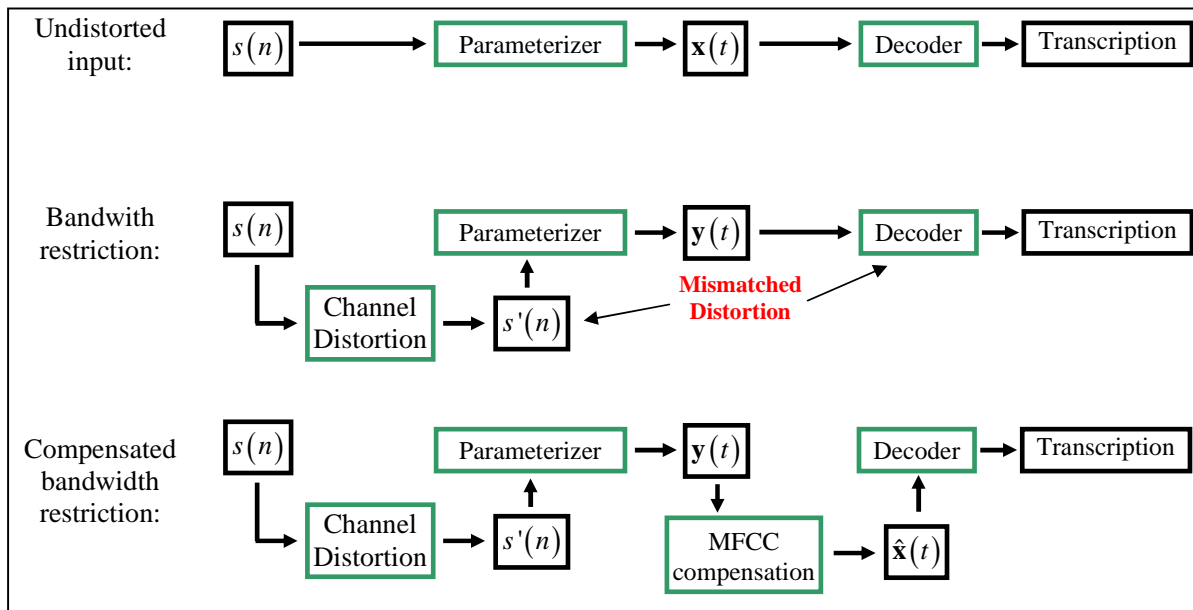 Undistorted
input:
s(n)
Parameterizer
x(t)
Decoder
Transcription
Bandwith
restriction:
s(n)
Parameterizer
y(t)
Decoder
Transcription
Channel
Distortion
s'(n)
Mismatched
Distortion
Compensated
bandwidth
restriction:
s(n)
Parameterizer
y(t)
Decoder
Transcription
Channel
Distortion
s'(n)
MFCC
compensation
x̂(t)